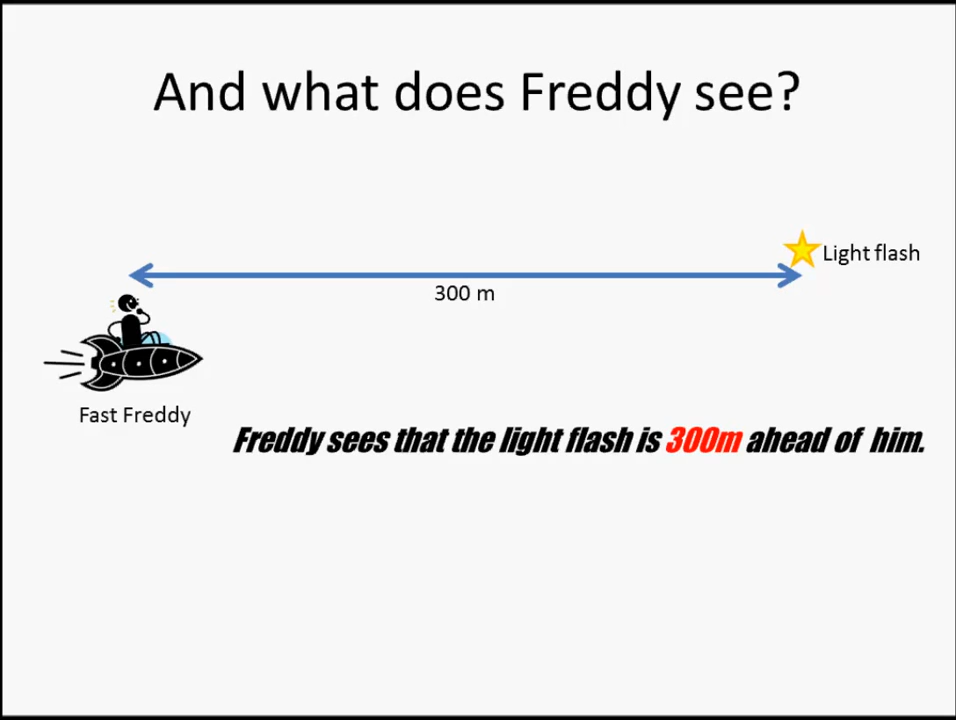 And what does Freddy see?
Light flash
300 m
Fast Freddy
Freddy sees that the light flash is 300m ahead of him.